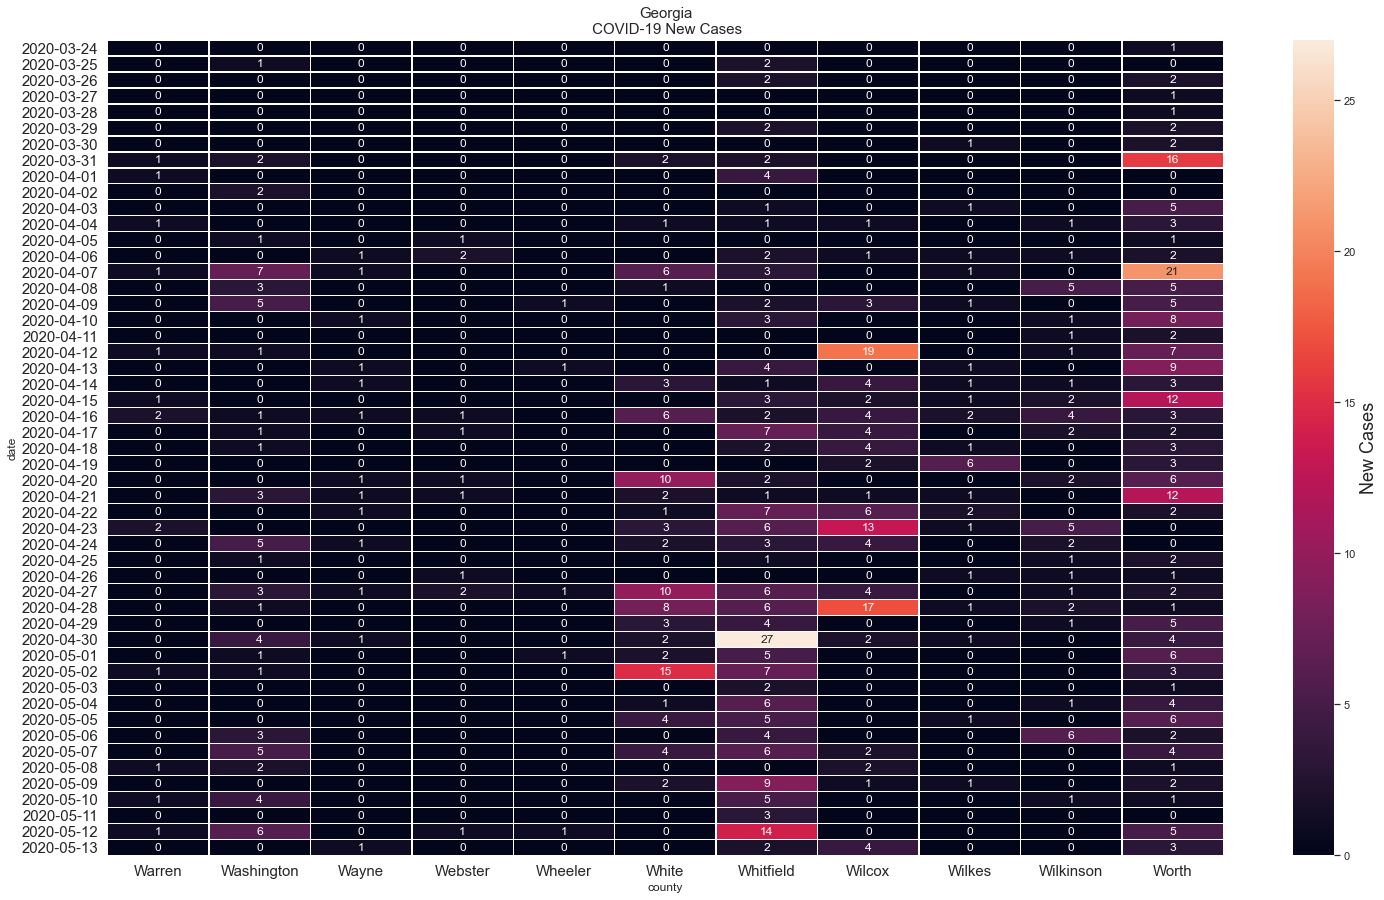 Georgia
COVID-19 New Cases
2020-03-24 0 0 0 0 0 0 0 0 0 0 1
2020-03-25 0 1 0 0 0 0 2 0 0 0 0
2020-03-26 0 0 0 0 0 0 2 0 0 0 2
2020-03-27 0 0 0 0 0 0 0 0 0 0 1
2020-03-28 0 0 0 0 0 0 0 0 0 0 1
2020-03-29 0 0 0 0 0 0 2 0 0 0 2
2020-03-30 0 0 0 0 0 0 0 0 1 0 2
2020-03-31 1 2 0 0 0 2 2 0 0 0 16
2020-04-01 1 0 0 0 0 0 4 0 0 0 0
2020-04-02 0 2 0 0 0 0 0 0 0 0 0
2020-04-03 0 0 0 0 0 0 1 0 1 0 5
2020-04-04 1 0 0 0 0 1 1 1 0 1 3
2020-04-05 0 1 0 1 0 0 0 0 0 0 1
2020-04-06 0 0 1 2 0 0 2 1 1 1 2
2020-04-07 1 7 1 0 0 6 3 0 1 0 21
2020-04-08 0 3 0 0 0 1 0 0 0 5 5
2020-04-09 0 5 0 0 1 0 2 3 1 0 5
2020-04-10 0 0 1 0 0 0 3 0 0 1 8
2020-04-11 0 0 0 0 0 0 0 0 0 1 2
2020-04-12 1 1 0 0 0 0 0 19 0 1 7
2020-04-13 0 0 1 0 1 0 4 0 1 0 9
2020-04-14 0 0 1 0 0 3 1 4 1 1 3
2020-04-15 1 0 0 0 0 0 3 2 1 2 12
2020-04-16 2 1 1 1 0 6 2 4 2 4 3
2020-04-17 0 1 0 1 0 0 7 4 0 2 2
2020-04-18 0 1 0 0 0 0 2 4 1 0 3
2020-04-19 0 0 0 0 0 0 0 2 6 0 3
2020-04-20 0 0 1 1 0 10 2 0 0 2 6
2020-04-21 0 3 1 1 0 2 1 1 1 0 12
2020-04-22 0 0 1 0 0 1 7 6 2 0 2
2020-04-23 2 0 0 0 0 3 6 13 1 5 0
2020-04-24 0 5 1 0 0 2 3 4 0 2 0
2020-04-25 0 1 0 0 0 0 1 0 0 1 2
2020-04-26 0 0 0 1 0 0 0 0 1 1 1
2020-04-27 0 3 1 2 1 10 6 4 0 1 2
2020-04-28 0 1 0 0 0 8 6 17 1 2 1
2020-04-29 0 0 0 0 0 3 4 0 0 1 5
2020-04-30 0 4 1 0 0 2 27 2 1 0 4
2020-05-01 0 1 0 0 1 2 5 0 0 0 6
2020-05-02 1 1 0 0 0 15 7 0 0 0 3
2020-05-03 0 0 0 0 0 0 2 0 0 0 1
2020-05-04 0 0 0 0 0 1 6 0 0 1 4
2020-05-05 0 0 0 0 0 4 5 0 1 0 6
2020-05-06 0 3 0 0 0 0 4 0 0 6 2
2020-05-07 0 5 0 0 0 4 6 2 0 0 4
2020-05-08 1 2 0 0 0 0 0 2 0 0 1
2020-05-09 0 0 0 0 0 2 9 1 1 0 2
2020-05-10 1 4 0 0 0 0 5 0 0 1 1
2020-05-11 0 0 0 0 0 0 3 0 0 0 0
2020-05-12 1 6 0 1 1 0 14 0 0 0 5
2020-05-13 0 0 1 0 0 0 2 4 0 0 3
Warren Washington Wayne Webster Wheeler White Whitfield Wilcox Wilkes Wilkinson Worth
county
date
25
20
15
10
5
0
New Cases